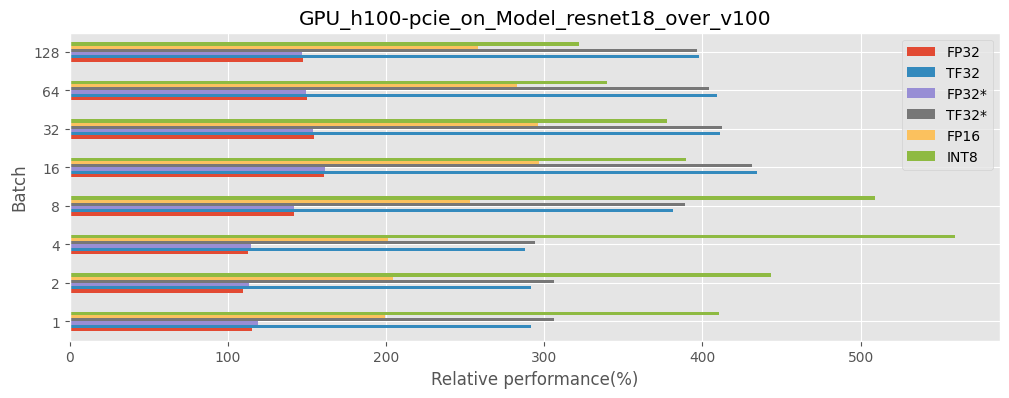 GPU_h100-pcie_on_Model_resnet18_over_v100
128
64
32
16
8
4
2
1
Batch
0 100 200 300 400 500
Relative performance(%)
FP32
TF32
FP32*
TF32*
FP16
INT8